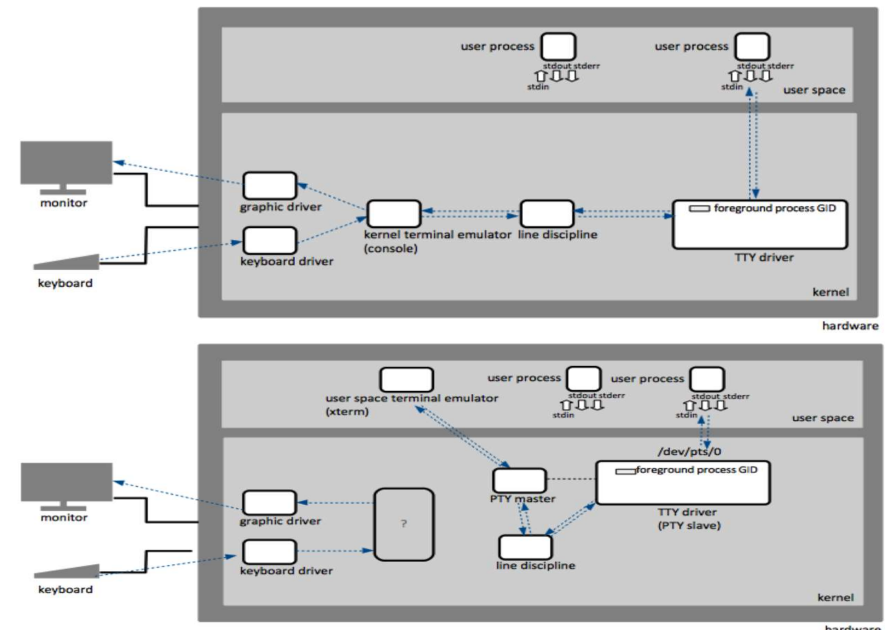 user process
stdout stderr
stdin
user process
stdout stderr
stdin
user space
monitor
keyboard
graphic driver
keyboard driver
kernel terminal emulator
(console)
line discipline
foreground process GID
TTY driver
kernel
hardware
user space terminal emulator
(xterm)
user process
stdout stderr
stdin
user process
stdout stderr
stdin
user space
monitor
keyboard
graphic driver
keyboard driver
?
PTY master
line discipline
/dev/pts/0
foreground process GID
TTY driver
(PTY slave)
kernel
hardware